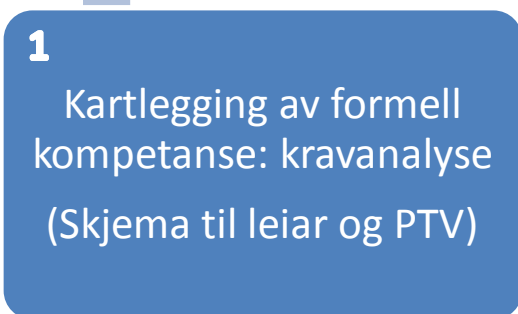 1
Kartlegging av formell
kompetanse: kravanalyse
(Skjema til leiar og PTV)